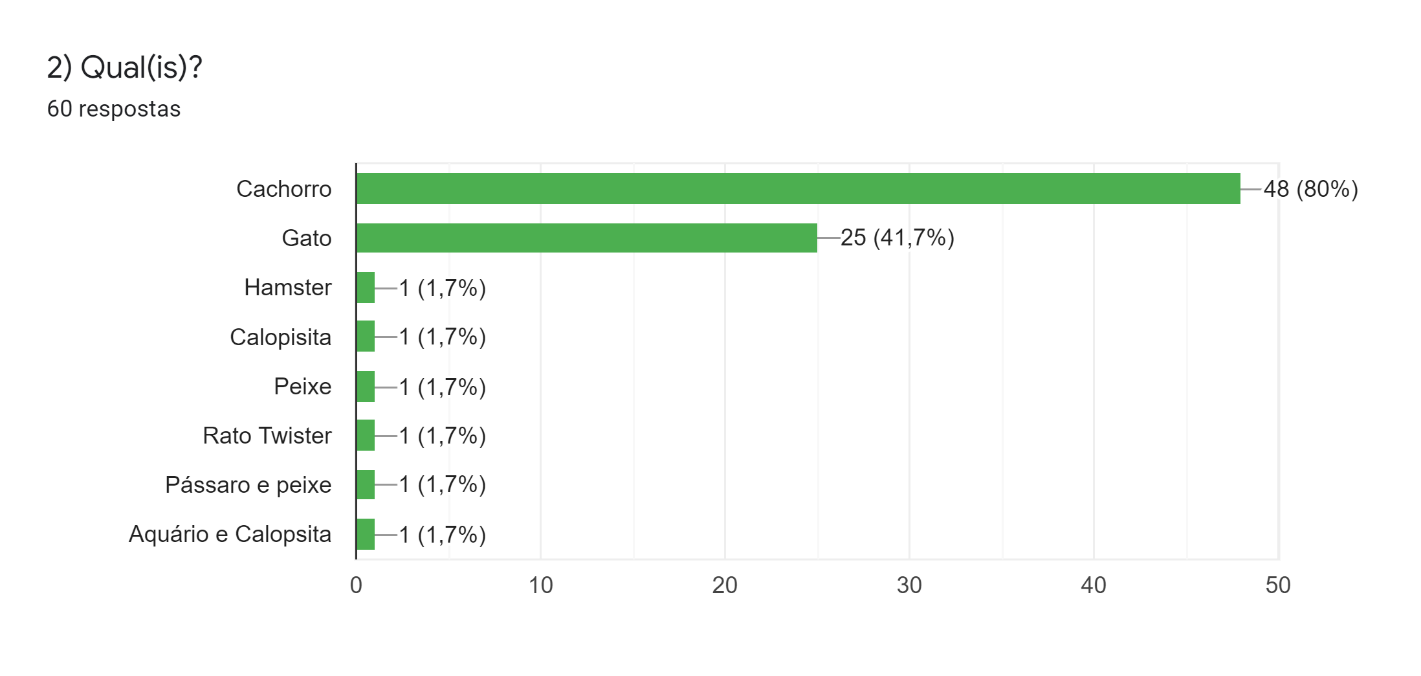 2) Qual(is)?
60 respostas
Cachorro 48 (80%)
Gato 25 (41,7%)
Hamster 1 (1,7%)
Calopisita 1 (1,7%)
Peixe 1 (1,7%)
Rato Twister 1 (1,7%)
Pássaro e peixe 1 (1,7%)
Aquário e Calopsita 1 (1,7%)
0 10 20 30 40 50